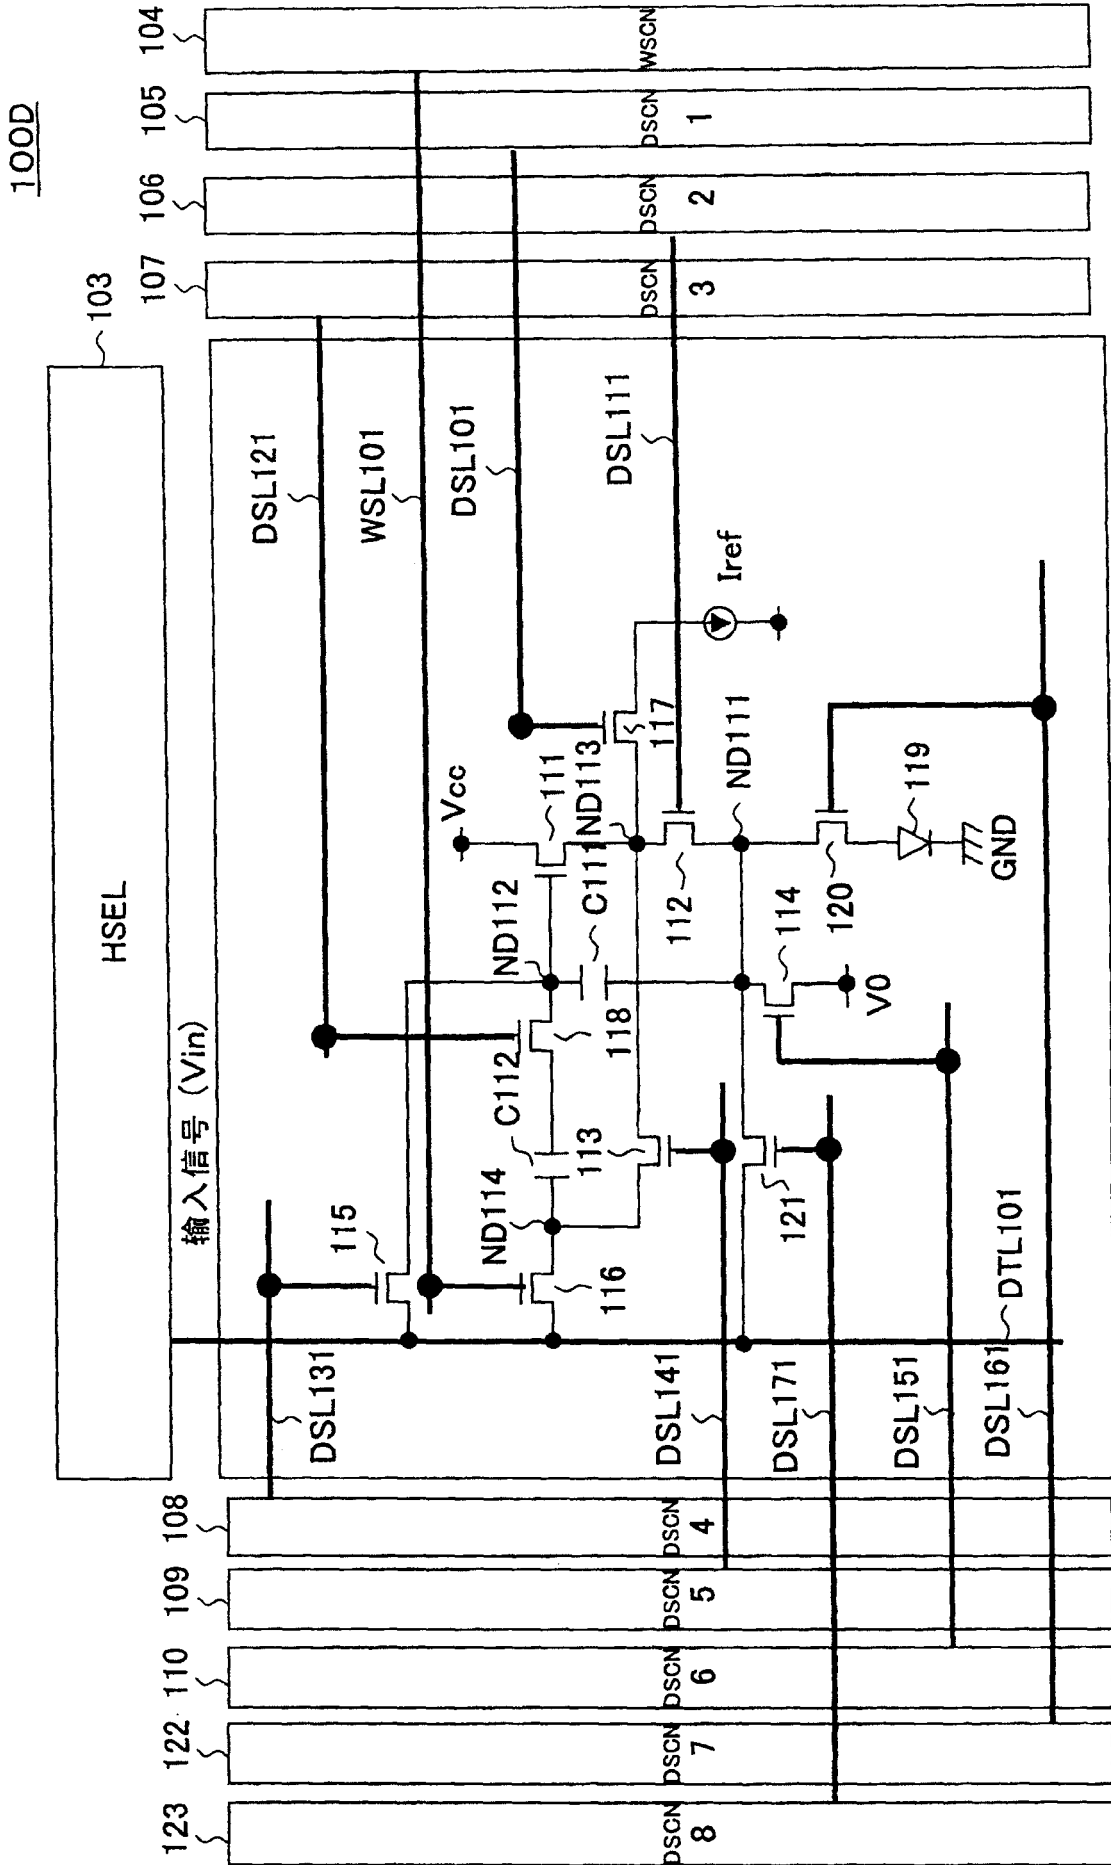 100D
103
HSEL
输入信号 (Vin)
123
122
110
109
108
107
106
105
104
DSCN
8
DSCN
7
DSCN
6
DSCN
5
DSCN
4
DSCN
3
DSCN
2
DSCN
1
WSCN
DSL131
DSL121
WSL101
DSL101
DSL111
115
116
ND114
C112
113
118
ND112
C111
Vcc
111
ND113
117
Iref
112
ND111
114
V0
120
119
GND
121
DSL141
DSL171
DSL151
DSL161
DTL101